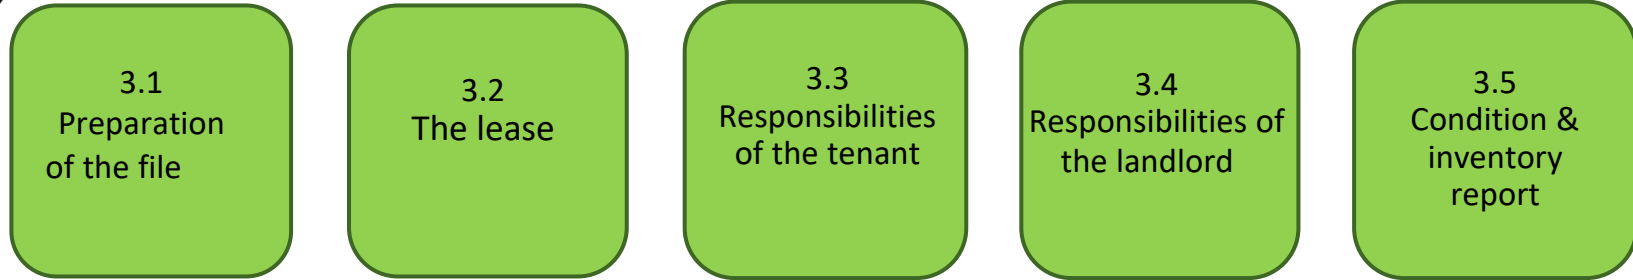 3.1
Preparation
of the file
3.2
The lease
3.3
Responsibilities
of the tenant
3.4
Responsibilities of
the landlord
3.5
Condition &
inventory
report